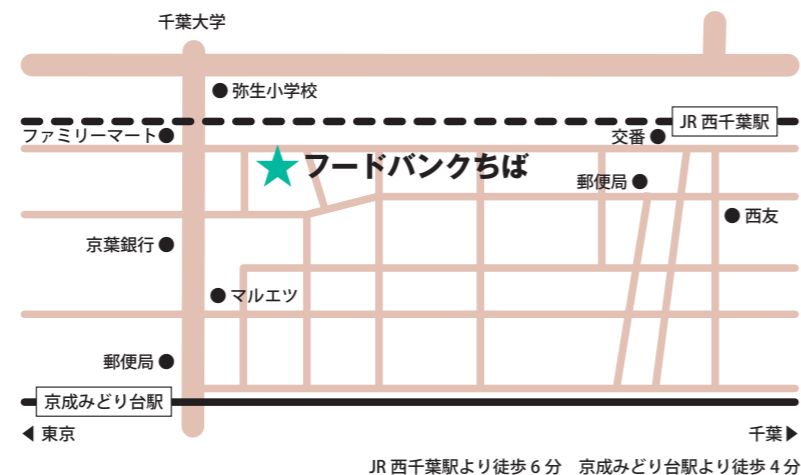 千葉大学
弥生小学校
JR 西千葉駅
ファミリーマート
交番
フードバンクちば
郵便局
西友
京葉銀行
マルエツ
郵便局
京成みどり台駅
東京
千葉
JR 西千葉駅より徒歩 6 分　京成みどり台駅より徒歩 4 分